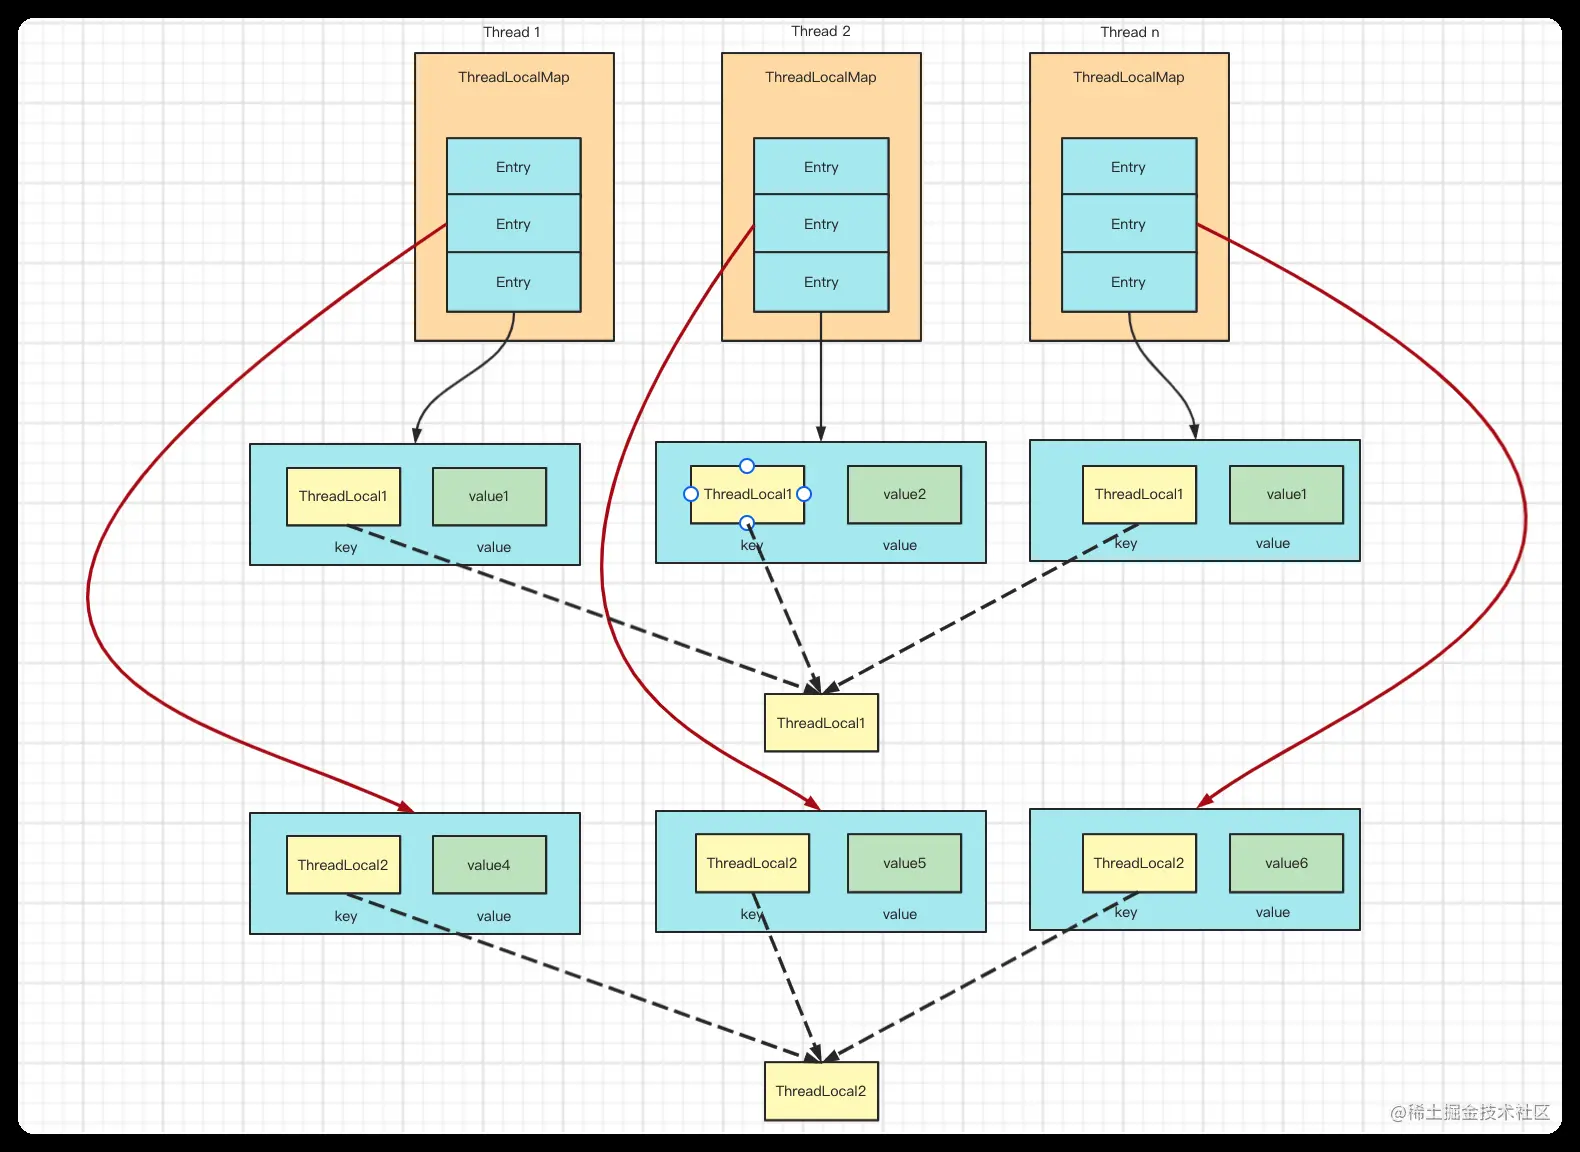 Thread 1
Thread 2
Thread n
ThreadLocalMap
ThreadLocalMap
ThreadLocalMap
Entry
Entry
Entry
Entry
Entry
Entry
Entry
Entry
Entry
ThreadLocal1
value1
ThreadLocal1
value2
ThreadLocal1
value1
key
value
key
value
key
value
ThreadLocal1
ThreadLocal2
value4
ThreadLocal2
value5
ThreadLocal2
value6
key
value
key
value
key
value
ThreadLocal2
@稀土掘金技术社区